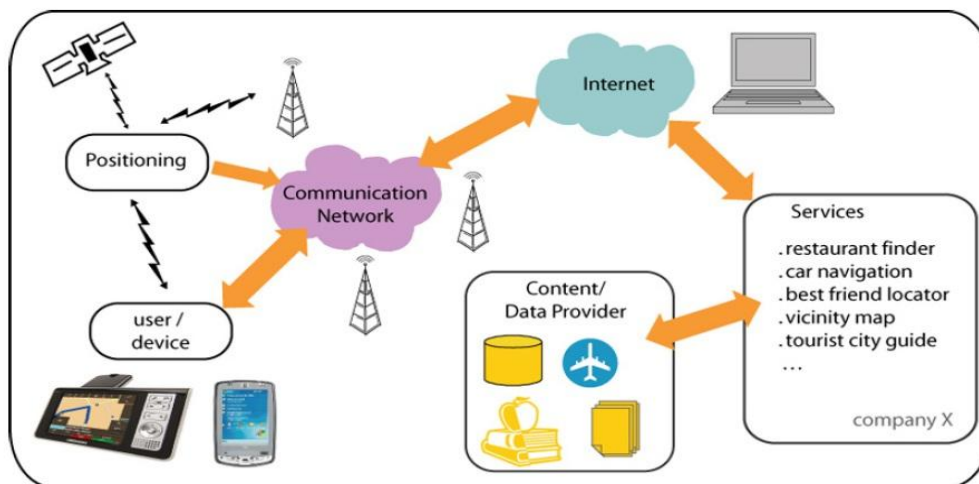 Internet
Positioning
Communication
Network
Services
.restaurant finder
.car navigation
.best friend locator
.vicinity map
.tourist city guide
...
company X
Content/
Data Provider
user /
device